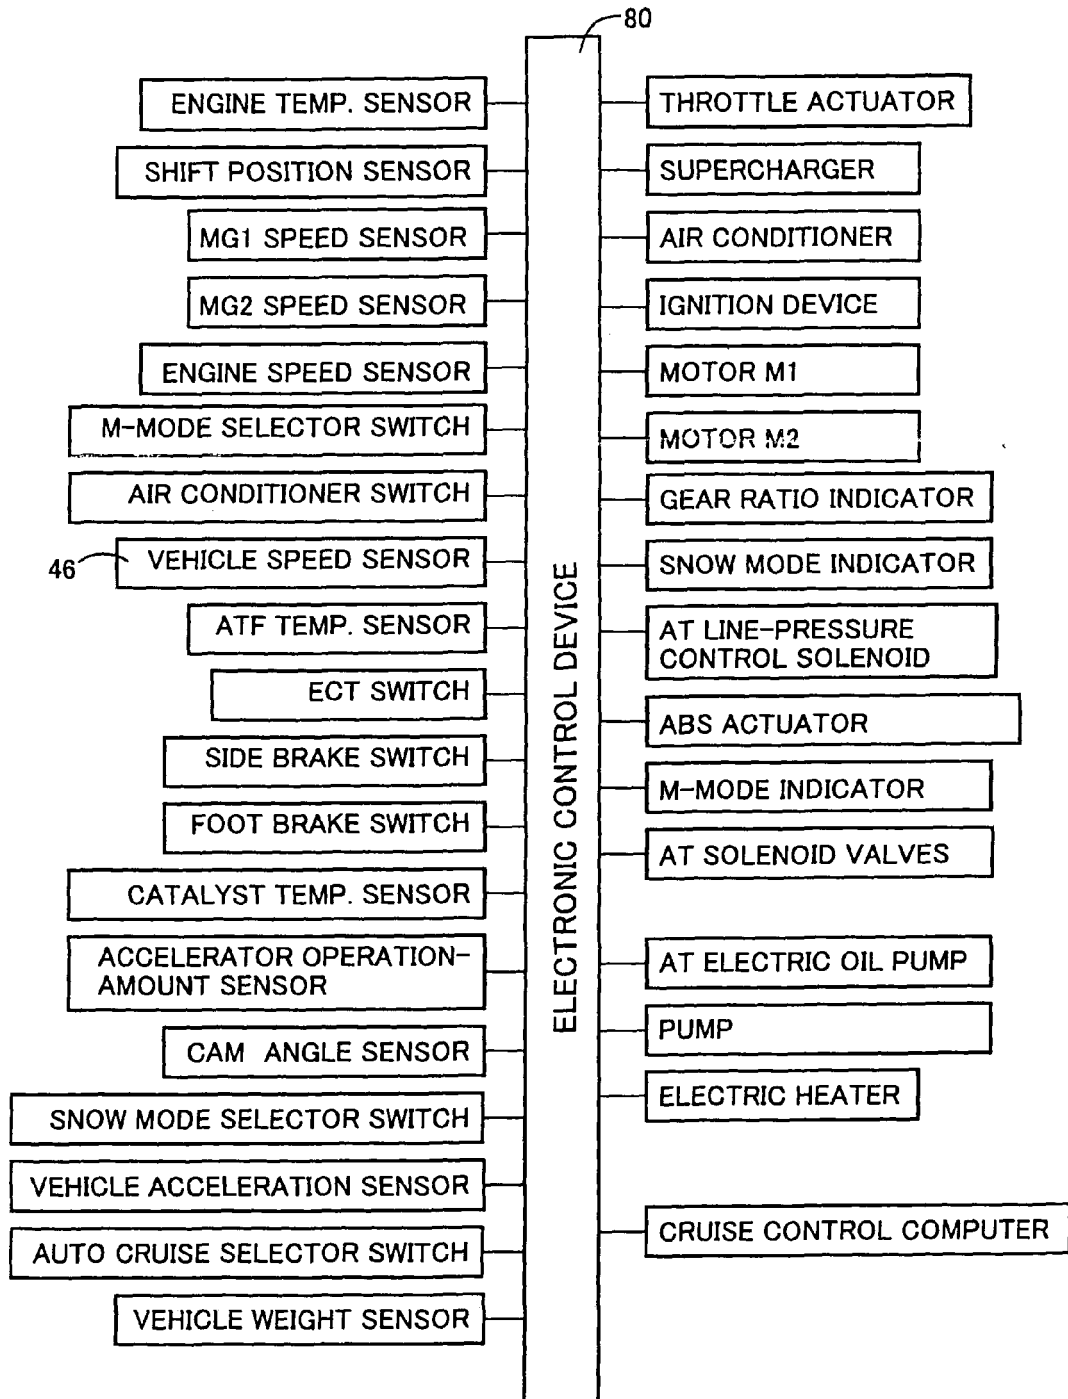 80
ENGINE TEMP. SENSOR
SHIFT POSITION SENSOR
MG1 SPEED SENSOR
MG2 SPEED SENSOR
ENGINE SPEED SENSOR
M-MODE SELECTOR SWITCH
AIR CONDITIONER SWITCH
46
VEHICLE SPEED SENSOR
ATF TEMP. SENSOR
ECT SWITCH
SIDE BRAKE SWITCH
FOOT BRAKE SWITCH
CATALYST TEMP. SENSOR
ACCELERATOR OPERATION-
AMOUNT SENSOR
CAM ANGLE SENSOR
SNOW MODE SELECTOR SWITCH
VEHICLE ACCELERATION SENSOR
AUTO CRUISE SELECTOR SWITCH
VEHICLE WEIGHT SENSOR
ELECTRONIC CONTROL DEVICE
THROTTLE ACTUATOR
SUPERCHARGER
AIR CONDITIONER
IGNITION DEVICE
MOTOR M1
MOTOR M2
GEAR RATIO INDICATOR
SNOW MODE INDICATOR
AT LINE-PRESSURE
CONTROL SOLENOID
ABS ACTUATOR
M-MODE INDICATOR
AT SOLENOID VALVES
AT ELECTRIC OIL PUMP
PUMP
ELECTRIC HEATER
CRUISE CONTROL COMPUTER